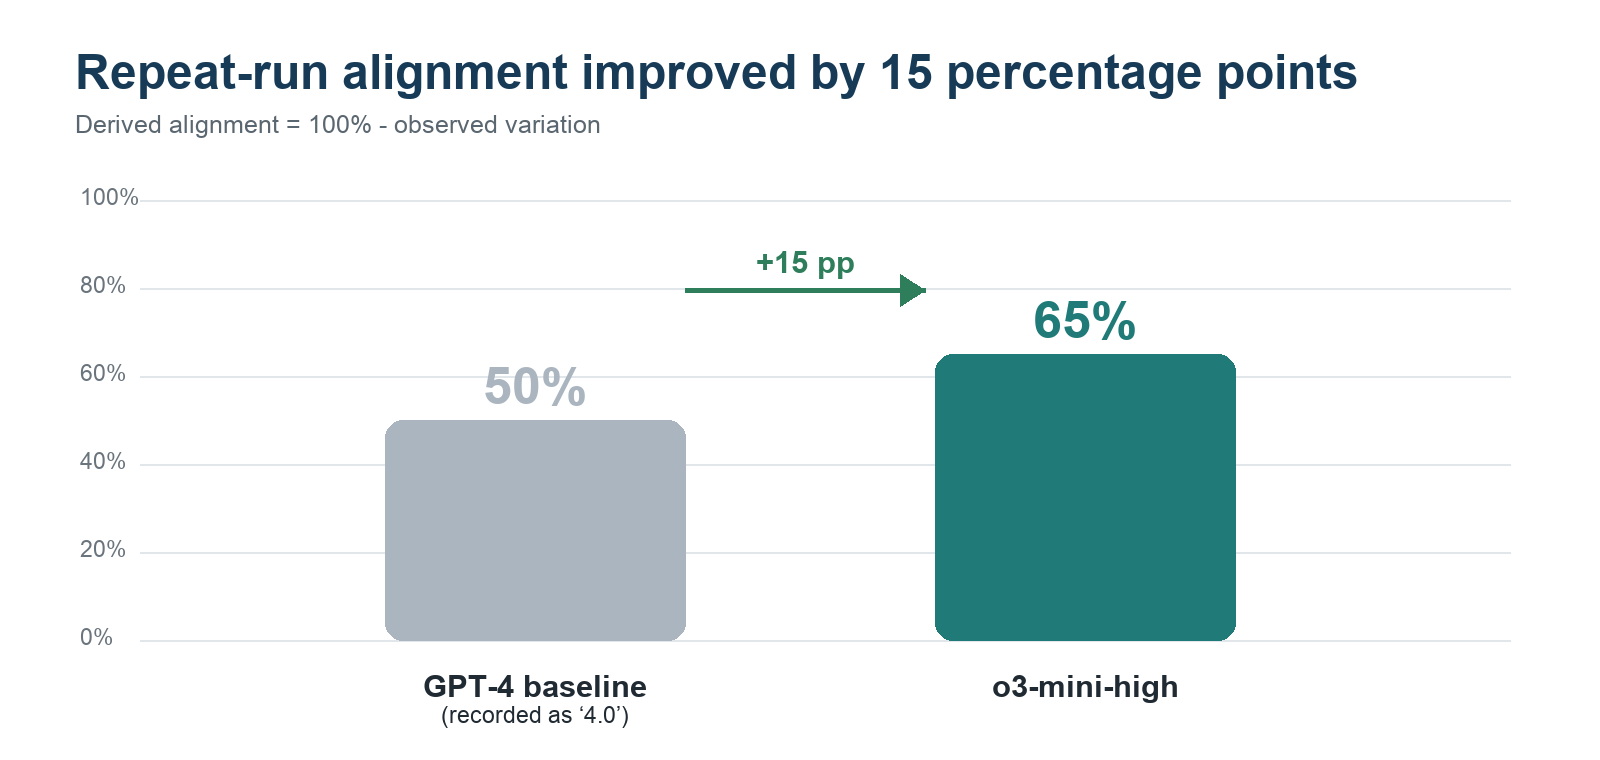 Repeat-run alignment improved by 15 percentage points
Derived alignment = 100% - observed variation
100%
+15 pp
80%
65%
60%
50%
40%
20%
0%
GPT-4 baseline
(recorded as ‘4.0’)
o3-mini-high